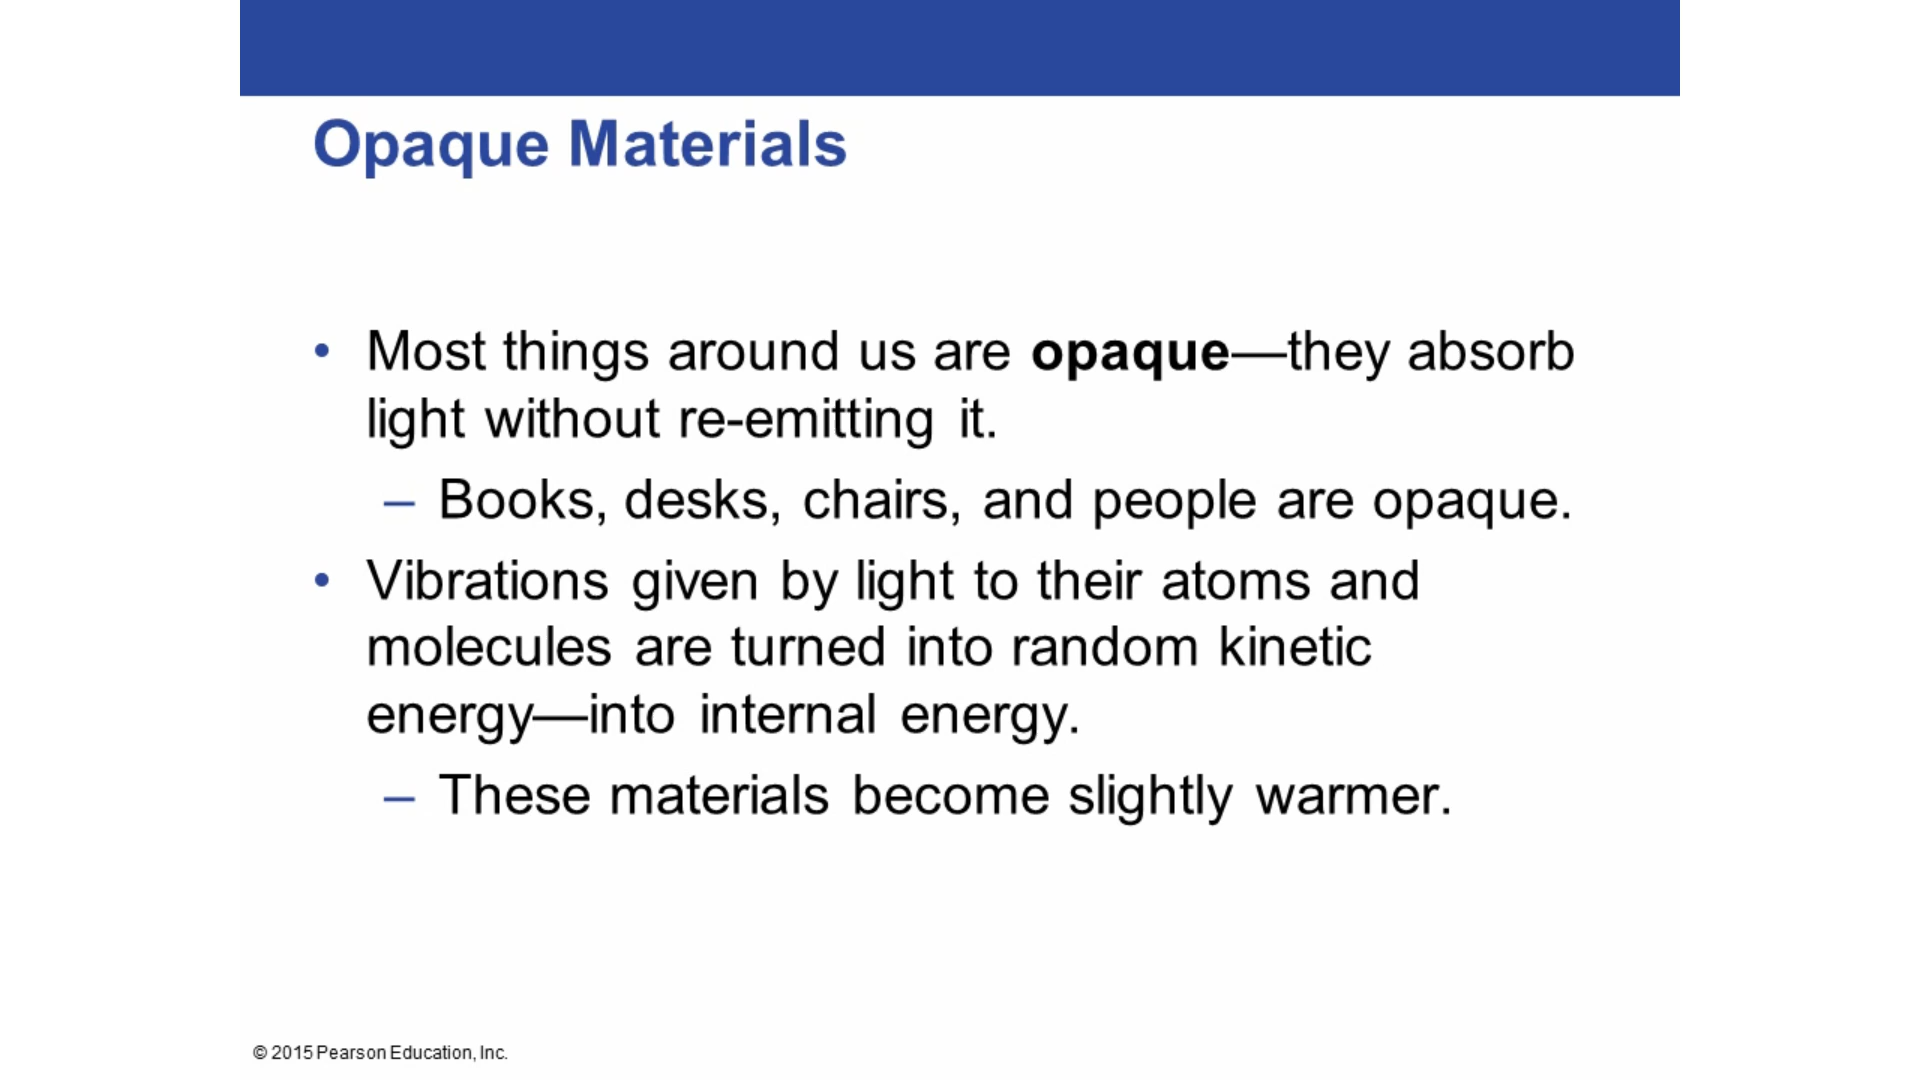 Opaque Materials
• Most things around us are opaque—they absorb
light without re-emitting it.
– Books, desks, chairs, and people are opaque.
• Vibrations given by light to their atoms and
molecules are turned into random kinetic
energy—into internal energy.
– These materials become slightly warmer.
© 2015 Pearson Education, Inc.